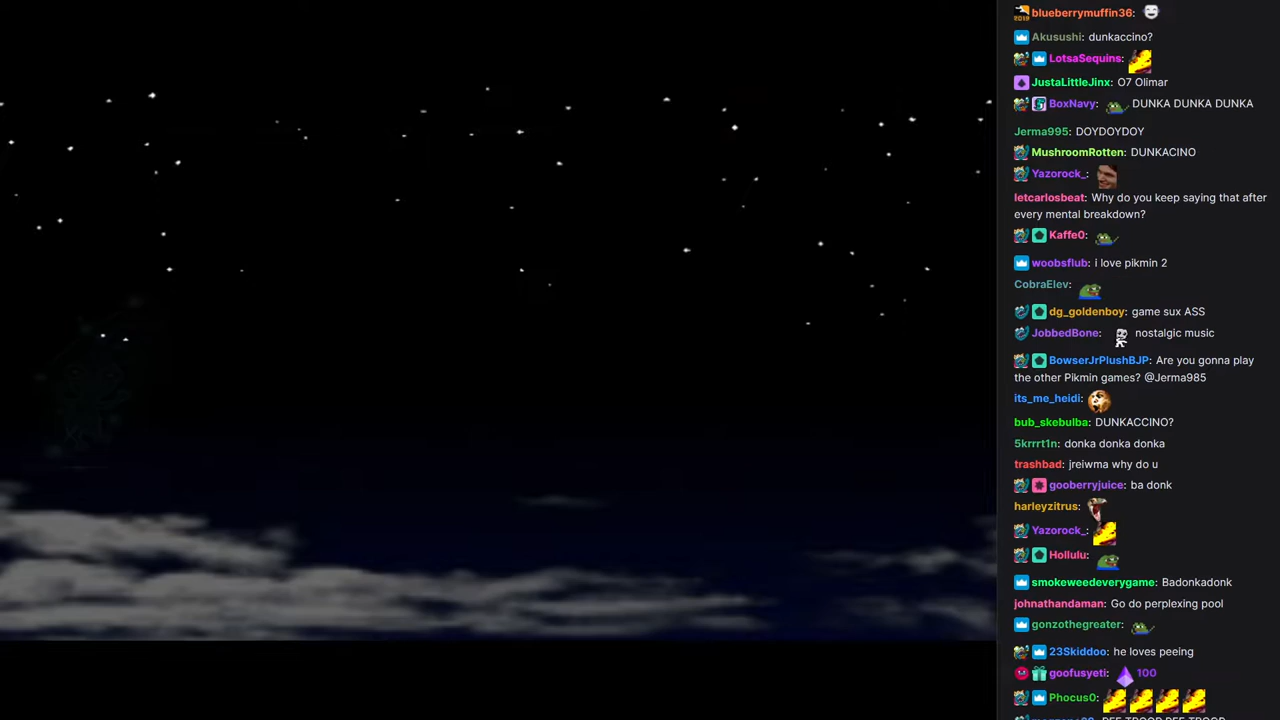 blueberrymuffin36:
Akusushi: dunkaccino?
LotsaSequins:
JustaLittleJinx: O7 Olimar
BoxNavy: DUNKA DUNKA DUNKA
Jerma995: DOYDOYDOY
MushroomRotten: DUNKACINO
Yazorock_:
letcarlosbeat: Why do you keep saying that after
every mental breakdown?
Kaffe0:
woobsflub: i love pikmin 2
CobraElev:
dg_goldenboy: game sux ASS
JobbedBone: nostalgic music
BowserJrPlushBJP: Are you gonna play
the other Pikmin games? @Jerma985
its_me_heidi:
bub_skebulba: DUNKACCINO?
5krrrt1n: donka donka donka
trashbad: jreiwma why do u
gooberryjuice: ba donk
harleyzitrus:
Yazorock_:
Hollulu:
smokeweedeverygame: Badonkadonk
johnathandaman: Go do perplexing pool
gonzothegreater:
23Skiddoo: he loves peeing
goofusyeti: 100
Phocus0: